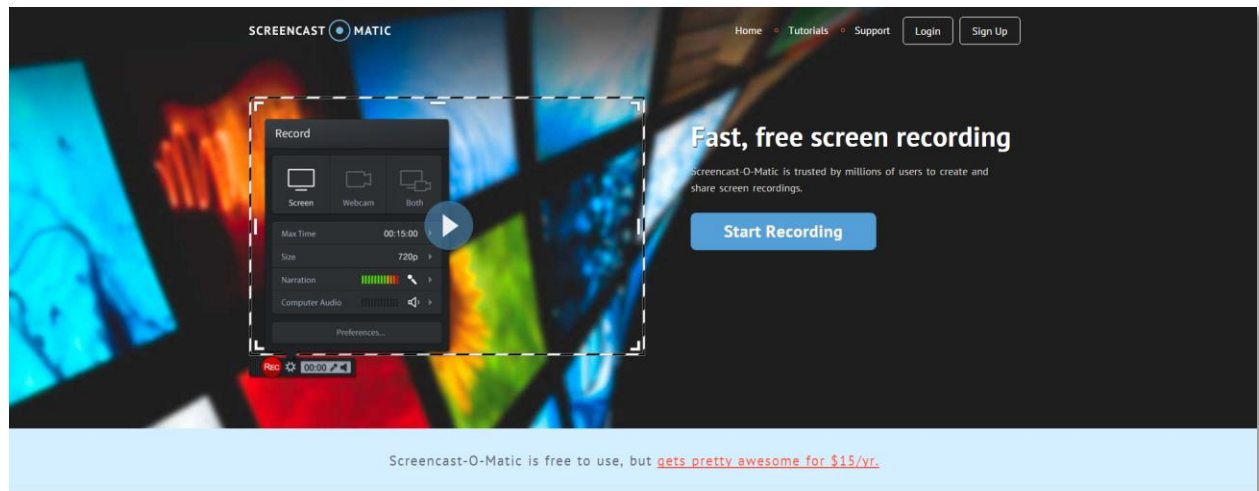 SCREENCAST MATIC
Home Tutorials Support Login Sign Up
Record
Screen Webcam Both
Max Time 00:15:00
Size 720p
Narration
Computer Audio
Preferences...
REC 00:00
Fast, free screen recording
Screencast-O-Matic is trusted by millions of users to create and
share screen recordings.
Start Recording
Screencast-O-Matic is free to use, but gets pretty awesome for $15/yr.